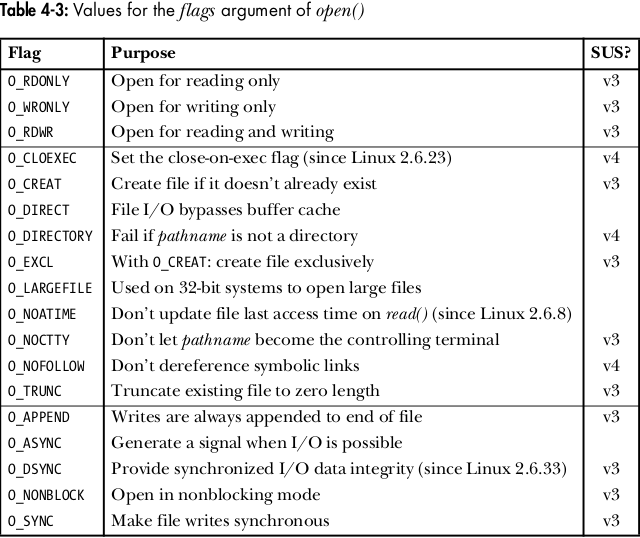 Table 4-3: Values for the flags argument of open()
Flag Purpose SUS?
O_RDONLY Open for reading only v3
O_WRONLY Open for writing only v3
O_RDWR Open for reading and writing v3
O_CLOEXEC Set the close-on-exec flag (since Linux 2.6.23) v4
O_CREAT Create file if it doesn’t already exist v3
O_DIRECT File I/O bypasses buffer cache
O_DIRECTORY Fail if pathname is not a directory v4
O_EXCL With O_CREAT: create file exclusively v3
O_LARGEFILE Used on 32-bit systems to open large files
O_NOATIME Don’t update file last access time on read() (since Linux 2.6.8)
O_NOCTTY Don’t let pathname become the controlling terminal v3
O_NOFOLLOW Don’t dereference symbolic links v4
O_TRUNC Truncate existing file to zero length v3
O_APPEND Writes are always appended to end of file v3
O_ASYNC Generate a signal when I/O is possible
O_DSYNC Provide synchronized I/O data integrity (since Linux 2.6.33) v3
O_NONBLOCK Open in nonblocking mode v3
O_SYNC Make file writes synchronous v3